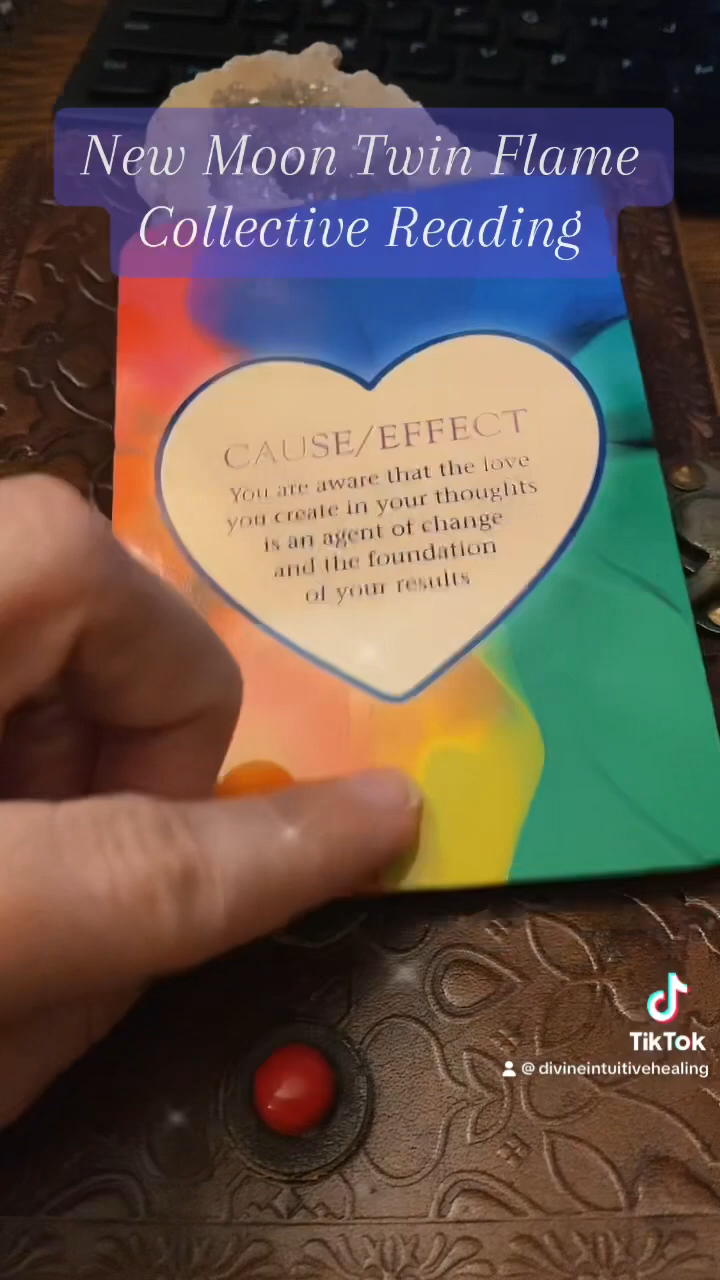 New Moon Twin Flame
Collective Reading
CAUSE/EFFECT
You are aware that the love
you create in your thoughts
is an agent of change
and the foundation
of your results
TikTok
@ divineintuitivehealing